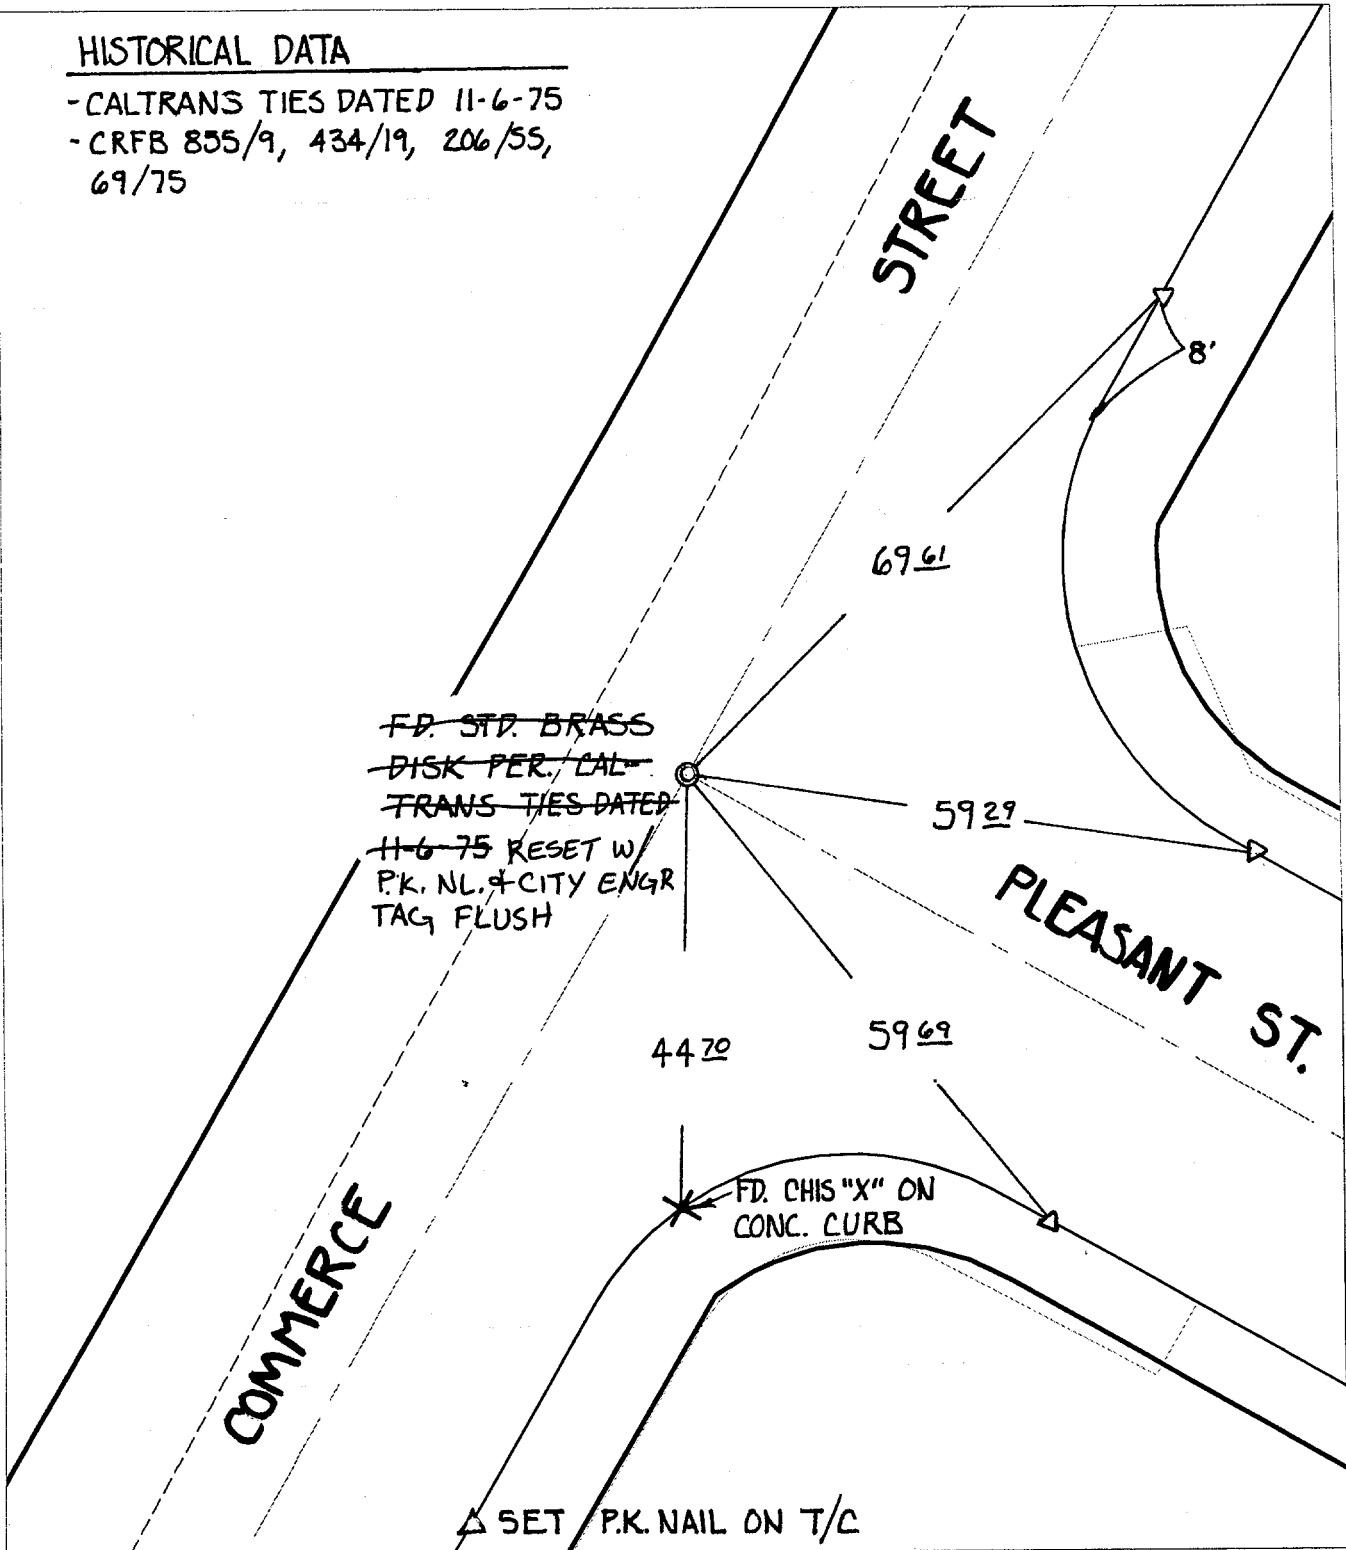 HISTORICAL DATA
- CALTRANS TIES DATED 11-6-75
- CRFB 855/9, 434/19, 206/55,
69/75
STREET
8'
69 61
FD. STD. BRASS
DISK PER. CAL-
TRANS TIES DATED
11-6-75 RESET W/
P.K. NL. & CITY ENGR
TAG FLUSH
59 29
PLEASANT ST.
44 70
59 69
FD. CHIS "X" ON
CONC. CURB
COMMERCE
△ SET P.K. NAIL ON T/C